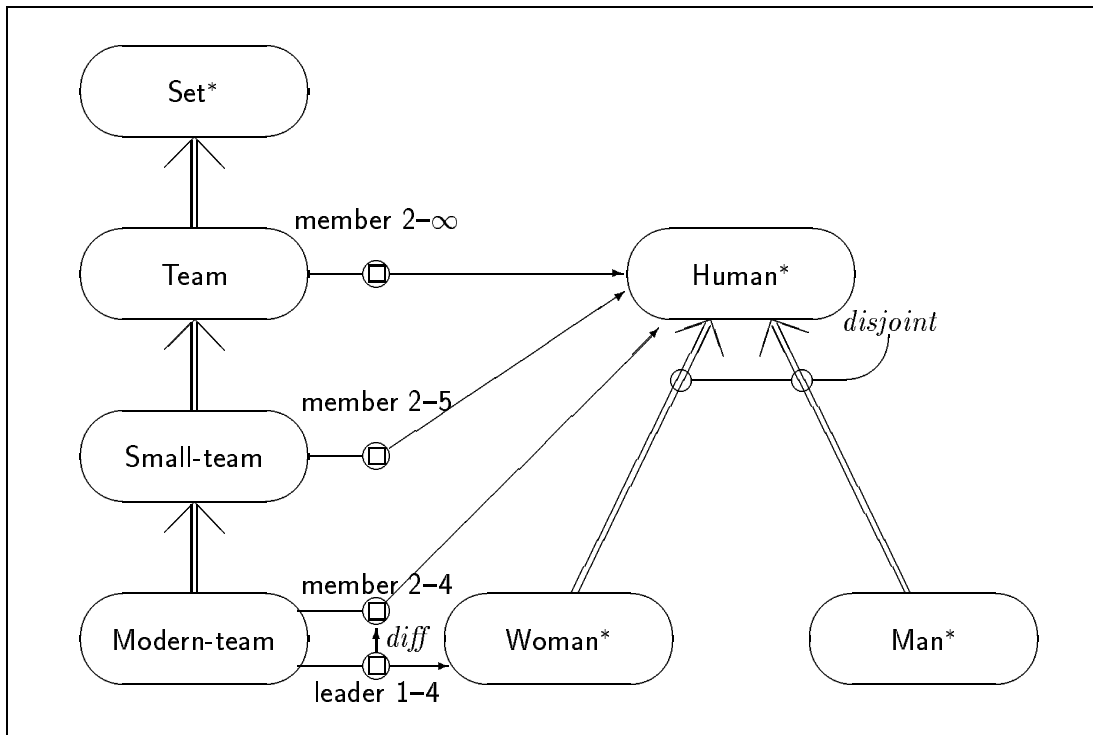 Set*
member 2–∞
Team
Human*
disjoint
member 2–5
Small-team
member 2–4
Modern-team
diff
Woman*
Man*
leader 1–4